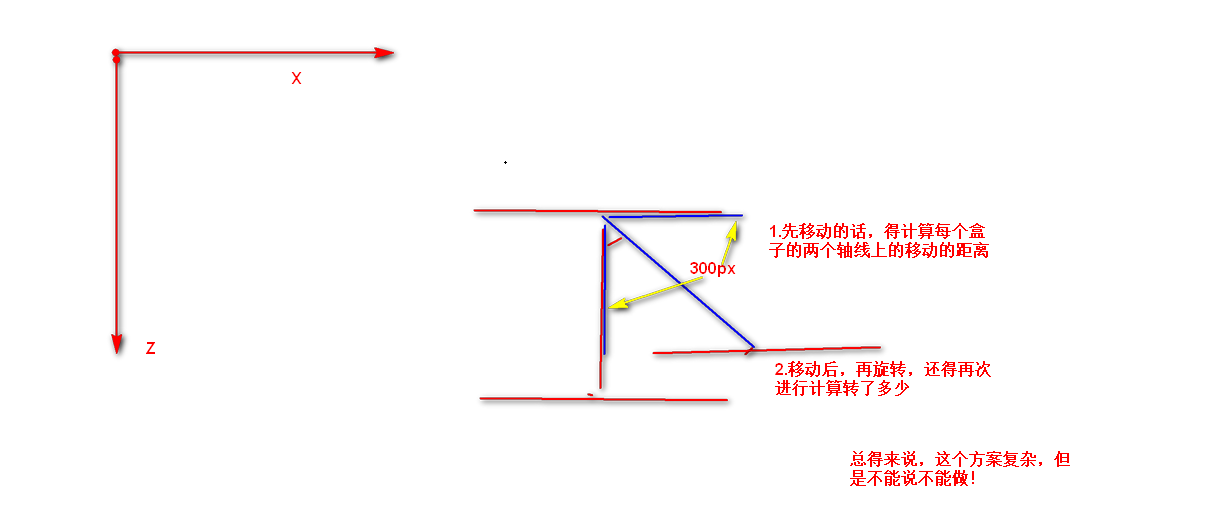 X
1.先移动的话，得计算每个盒
子的两个轴线上的移动的距离
300px
Z
2.移动后，再旋转，还得再次
进行计算转了多少
总得来说，这个方案复杂，但
是不能说不能做！